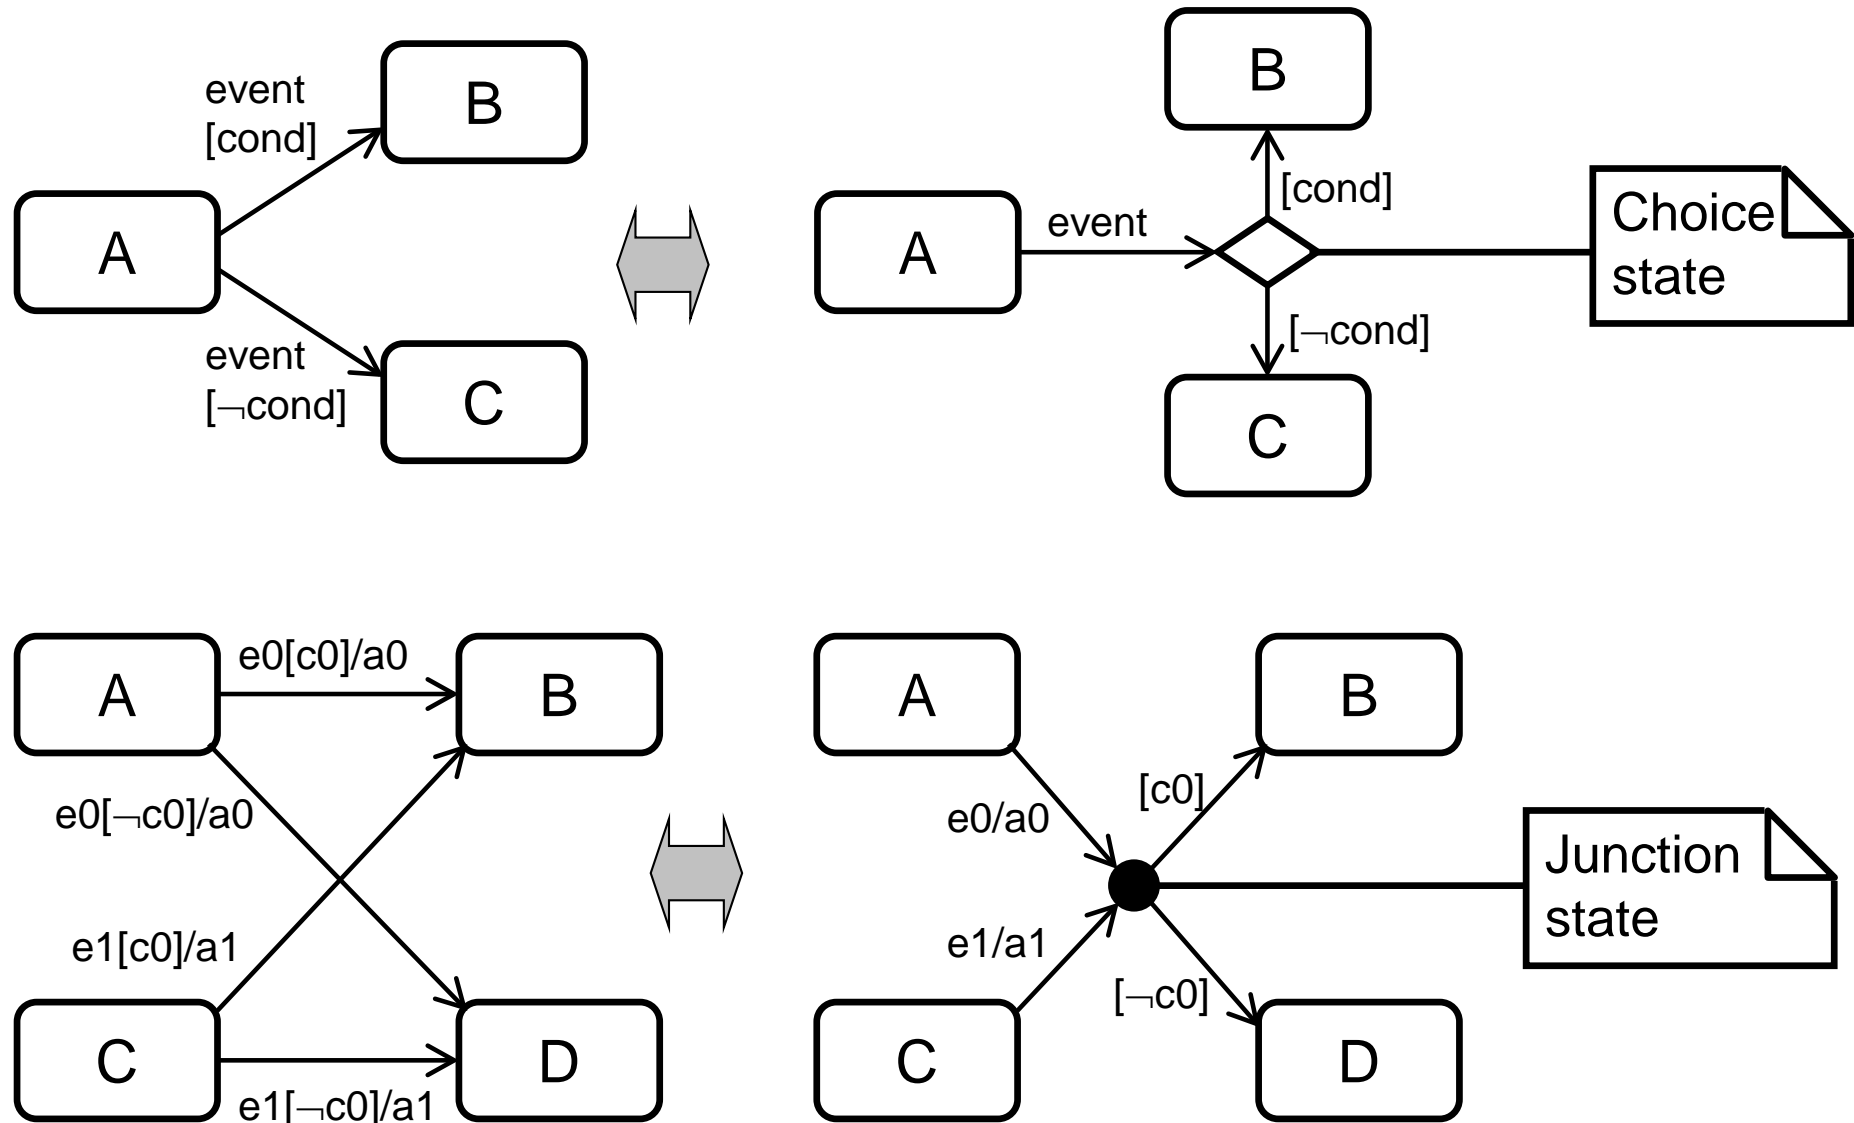 event
[cond]
A
B
event
[¬cond]
C
B
[cond]
A
event
[¬cond]
C
Choice
state
A
e0[c0]/a0
B
e0[¬c0]/a0
e1[c0]/a1
C
e1[¬c0]/a1
D
A
B
e0/a0
[c0]
e1/a1
[¬c0]
C
D
Junction
state